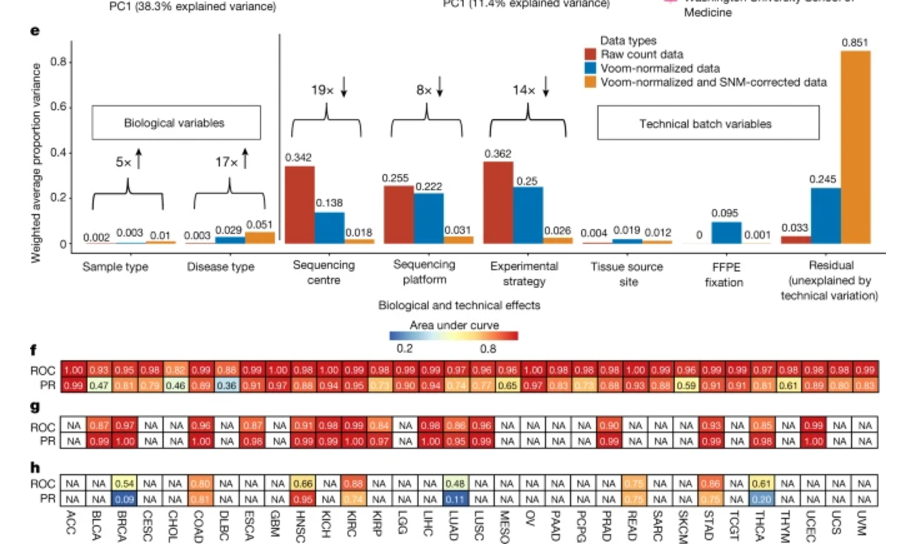 PC1 (38.3% explained variance)
PC1 (11.4% explained variance)
Washington University School of
Medicine
e
Weighted average proportion variance
0.8
0.6
0.4
0.2
0
Data types
Raw count data
Voom-normalized data
Voom-normalized and SNM-corrected data
Biological variables
Technical batch variables
5× ↑
17× ↑
19× ↓
8× ↓
14× ↓
0.002 0.003 0.01
0.003 0.029 0.051
0.342 0.138 0.018
0.255 0.222 0.031
0.362 0.25 0.026
0.004 0.019 0.012
0 0.095 0.001
0.033 0.245 0.851
Sample type
Disease type
Sequencing
centre
Sequencing
platform
Experimental
strategy
Tissue source
site
FFPE
fixation
Residual
(unexplained by
technical variation)
Biological and technical effects
Area under curve
0.2 0.8
f
ROC 1.00 0.93 0.95 0.98 0.82 0.99 0.88 0.99 1.00 0.98 1.00 0.98 0.98 0.98 0.97 0.98 0.96 0.96 1.00 0.98 0.98 0.98 0.98 0.99 0.96 0.98 0.99 0.96 0.97 0.98 0.98 0.99
PR 0.99 0.47 0.81 0.79 0.46 0.89 0.36 0.91 0.97 0.88 0.94 0.95 0.73 0.90 0.94 0.74 0.77 0.65 0.97 0.83 0.73 0.88 0.93 0.88 0.59 0.91 0.91 0.81 0.61 0.89 0.80 0.83
g
ROC NA 0.87 0.97 NA NA 0.96 NA 0.87 NA 0.91 0.98 0.99 0.84 NA 0.98 0.86 0.96 NA NA NA NA 0.90 NA NA NA 0.93 NA 0.85 NA 0.99 NA NA
PR NA 0.99 1.00 NA NA 1.00 NA 0.98 NA 0.99 0.99 1.00 0.97 NA 1.00 0.95 0.99 NA NA NA NA 0.99 NA NA NA 0.99 NA 0.98 NA 1.00 NA NA
h
ROC NA NA 0.54 NA NA 0.80 NA NA NA 0.66 NA 0.88 NA NA NA 0.48 NA NA NA NA NA NA 0.75 NA NA 0.86 NA 0.61 NA NA NA NA
PR NA NA 0.09 NA NA 0.81 NA NA NA 0.95 NA 0.74 NA NA NA 0.11 NA NA NA NA NA NA 0.75 NA NA 0.75 NA 0.20 NA NA NA NA
ACC BLCA BRCA CESC CHOL COAD DLBC ESCA GBM HNSC KICH KIRC KIRP LGG LIHC LUAD LUSC MESO OV PAAD PCPG PRAD READ SARC SKCM STAD TCGT THCA THYM UCEC UCS UVM